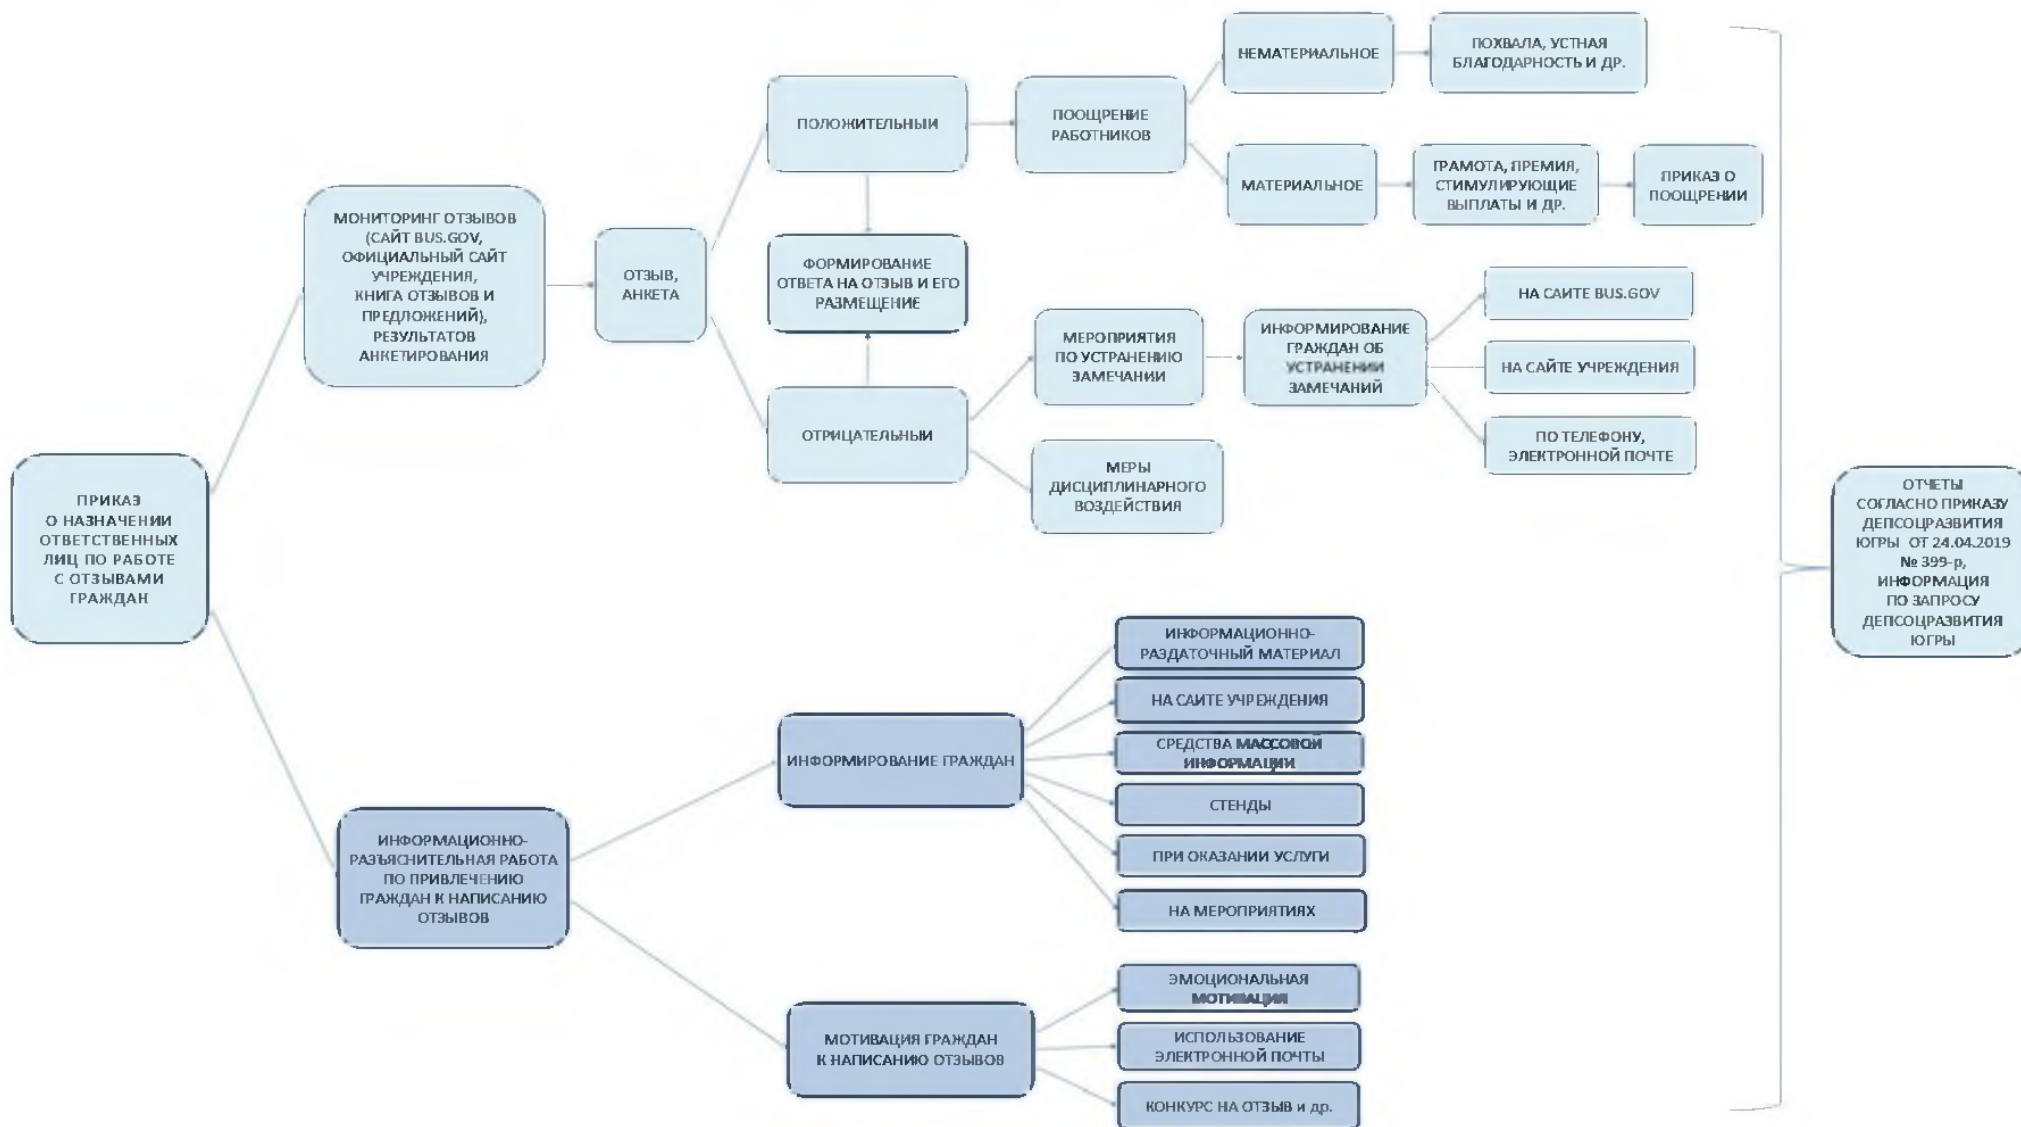 ПРИКАЗ
О НАЗНАЧЕНИИ
ОТВЕТСТВЕННЫХ
ЛИЦ ПО РАБОТЕ
С ОТЗЫВАМИ
ГРАЖДАН
МОНИТОРИНГ ОТЗЫВОВ
(САЙТ BUS.GOV,
ОФИЦИАЛЬНЫЙ САЙТ
УЧРЕЖДЕНИЯ,
КНИГА ОТЗЫВОВ И
ПРЕДЛОЖЕНИЙ),
РЕЗУЛЬТАТОВ
АНКЕТИРОВАНИЯ
ОТЗЫВ,
АНКЕТА
ПОЛОЖИТЕЛЬНЫЙ
ПООЩРЕНИЕ
РАБОТНИКОВ
НЕМАТЕРИАЛЬНОЕ
ПОХВАЛА, УСТНАЯ
БЛАГОДАРНОСТЬ И ДР.
МАТЕРИАЛЬНОЕ
ГРАМОТА, ПРЕМИЯ,
СТИМУЛИРУЮЩИЕ
ВЫПЛАТЫ И ДР.
ПРИКАЗ О
ПООЩРЕНИИ
ФОРМИРОВАНИЕ
ОТВЕТА НА ОТЗЫВ И ЕГО
РАЗМЕЩЕНИЕ
ОТРИЦАТЕЛЬНЫЙ
МЕРОПРИЯТИЯ
ПО УСТРАНЕНИЮ
ЗАМЕЧАНИИ
ИНФОРМИРОВАНИЕ
ГРАЖДАН ОБ
УСТРАНЕНИИ
ЗАМЕЧАНИЙ
НА САЙТЕ BUS.GOV
НА САЙТЕ УЧРЕЖДЕНИЯ
ПО ТЕЛЕФОНУ,
ЭЛЕКТРОННОЙ ПОЧТЕ
МЕРЫ
ДИСЦИПЛИНАРНОГО
ВОЗДЕЙСТВИЯ
ИНФОРМАЦИОННО-
РАЗЪЯСНИТЕЛЬНАЯ РАБОТА
ПО ПРИВЛЕЧЕНИЮ
ГРАЖДАН К НАПИСАНИЮ
ОТЗЫВОВ
ИНФОРМИРОВАНИЕ ГРАЖДАН
ИНФОРМАЦИОННО-
РАЗДАТОЧНЫЙ МАТЕРИАЛ
НА САЙТЕ УЧРЕЖДЕНИЯ
СРЕДСТВА МАССОВОЙ
ИНФОРМАЦИИ
СТЕНДЫ
ПРИ ОКАЗАНИИ УСЛУГИ
НА МЕРОПРИЯТИЯХ
МОТИВАЦИЯ ГРАЖДАН
К НАПИСАНИЮ ОТЗЫВОВ
ЭМОЦИОНАЛЬНАЯ
МОТИВАЦИЯ
ИСПОЛЬЗОВАНИЕ
ЭЛЕКТРОННОЙ ПОЧТЫ
КОНКУРС НА ОТЗЫВ и др.
ОТЧЕТЫ
СОГЛАСНО ПРИКАЗУ
ДЕПСОЦРАЗВИТИЯ
ЮГРЫ ОТ 24.04.2019
№ 399-р,
ИНФОРМАЦИЯ
ПО ЗАПРОСУ
ДЕПСОЦРАЗВИТИЯ
ЮГРЫ